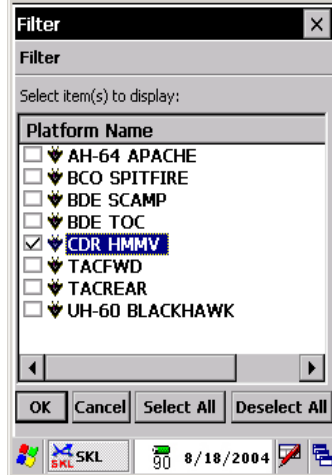 Filter
Filter
Select item(s) to display:
Platform Name
AH-64 APACHE
BCO SPITFIRE
BDE SCAMP
BDE TOC
CDR HMMV
TACFWD
TACREAR
UH-60 BLACKHAWK
OK Cancel Select All Deselect All
SKL SKL 90 8/18/2004